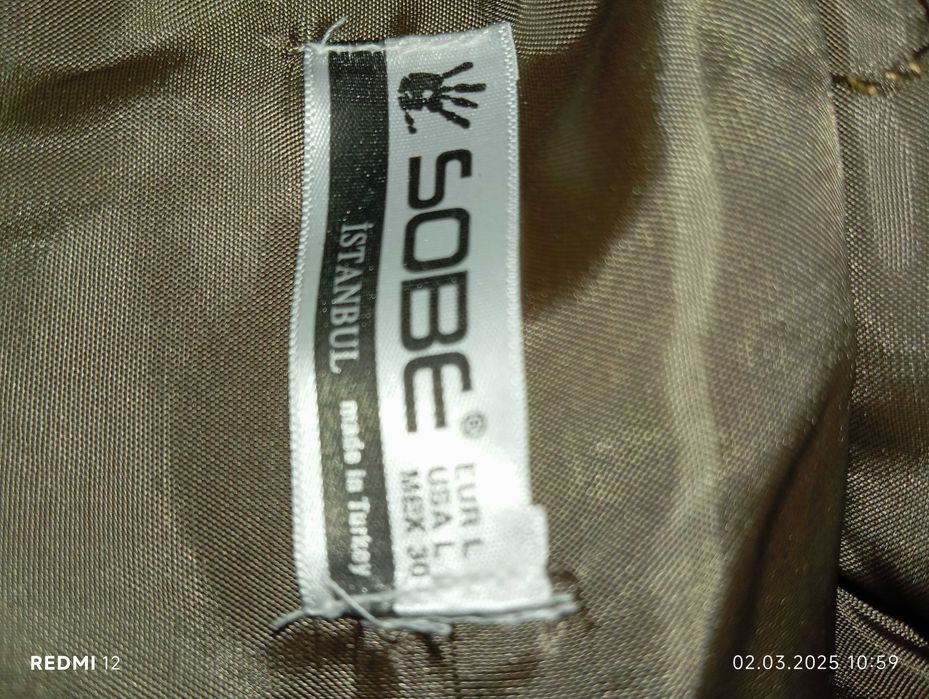 SOBE®
EUR L
USA L
MEX 30
İSTANBUL made in Turkey
REDMI 12
02.03.2025 10:59